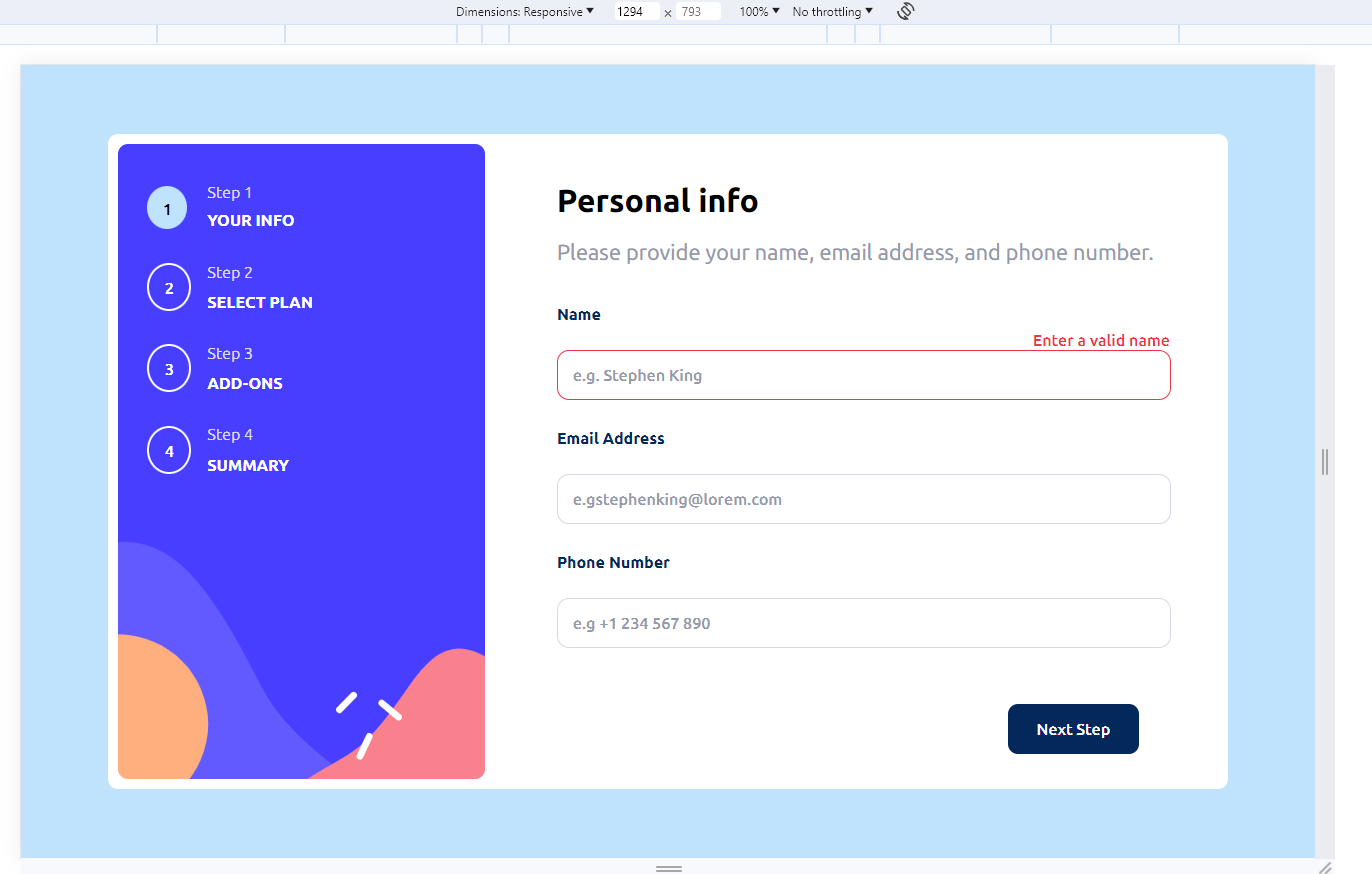 Dimensions: Responsive ▼ 1294 × 793 100% ▼ No throttling ▼
1
Step 1
YOUR INFO
2
Step 2
SELECT PLAN
3
Step 3
ADD-ONS
4
Step 4
SUMMARY
Personal info
Please provide your name, email address, and phone number.
Name
Enter a valid name
e.g. Stephen King
Email Address
e.gstephenking@lorem.com
Phone Number
e.g +1 234 567 890
Next Step